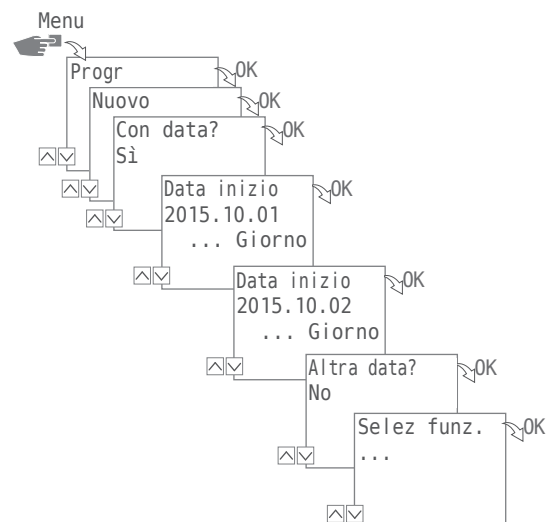 Menu
Progr
OK
Nuovo
OK
Con data?
OK
Sì
Data inizio
OK
2015.10.01
... Giorno
Data inizio
OK
2015.10.02
... Giorno
Altra data?
OK
No
Selez funz.
OK
...